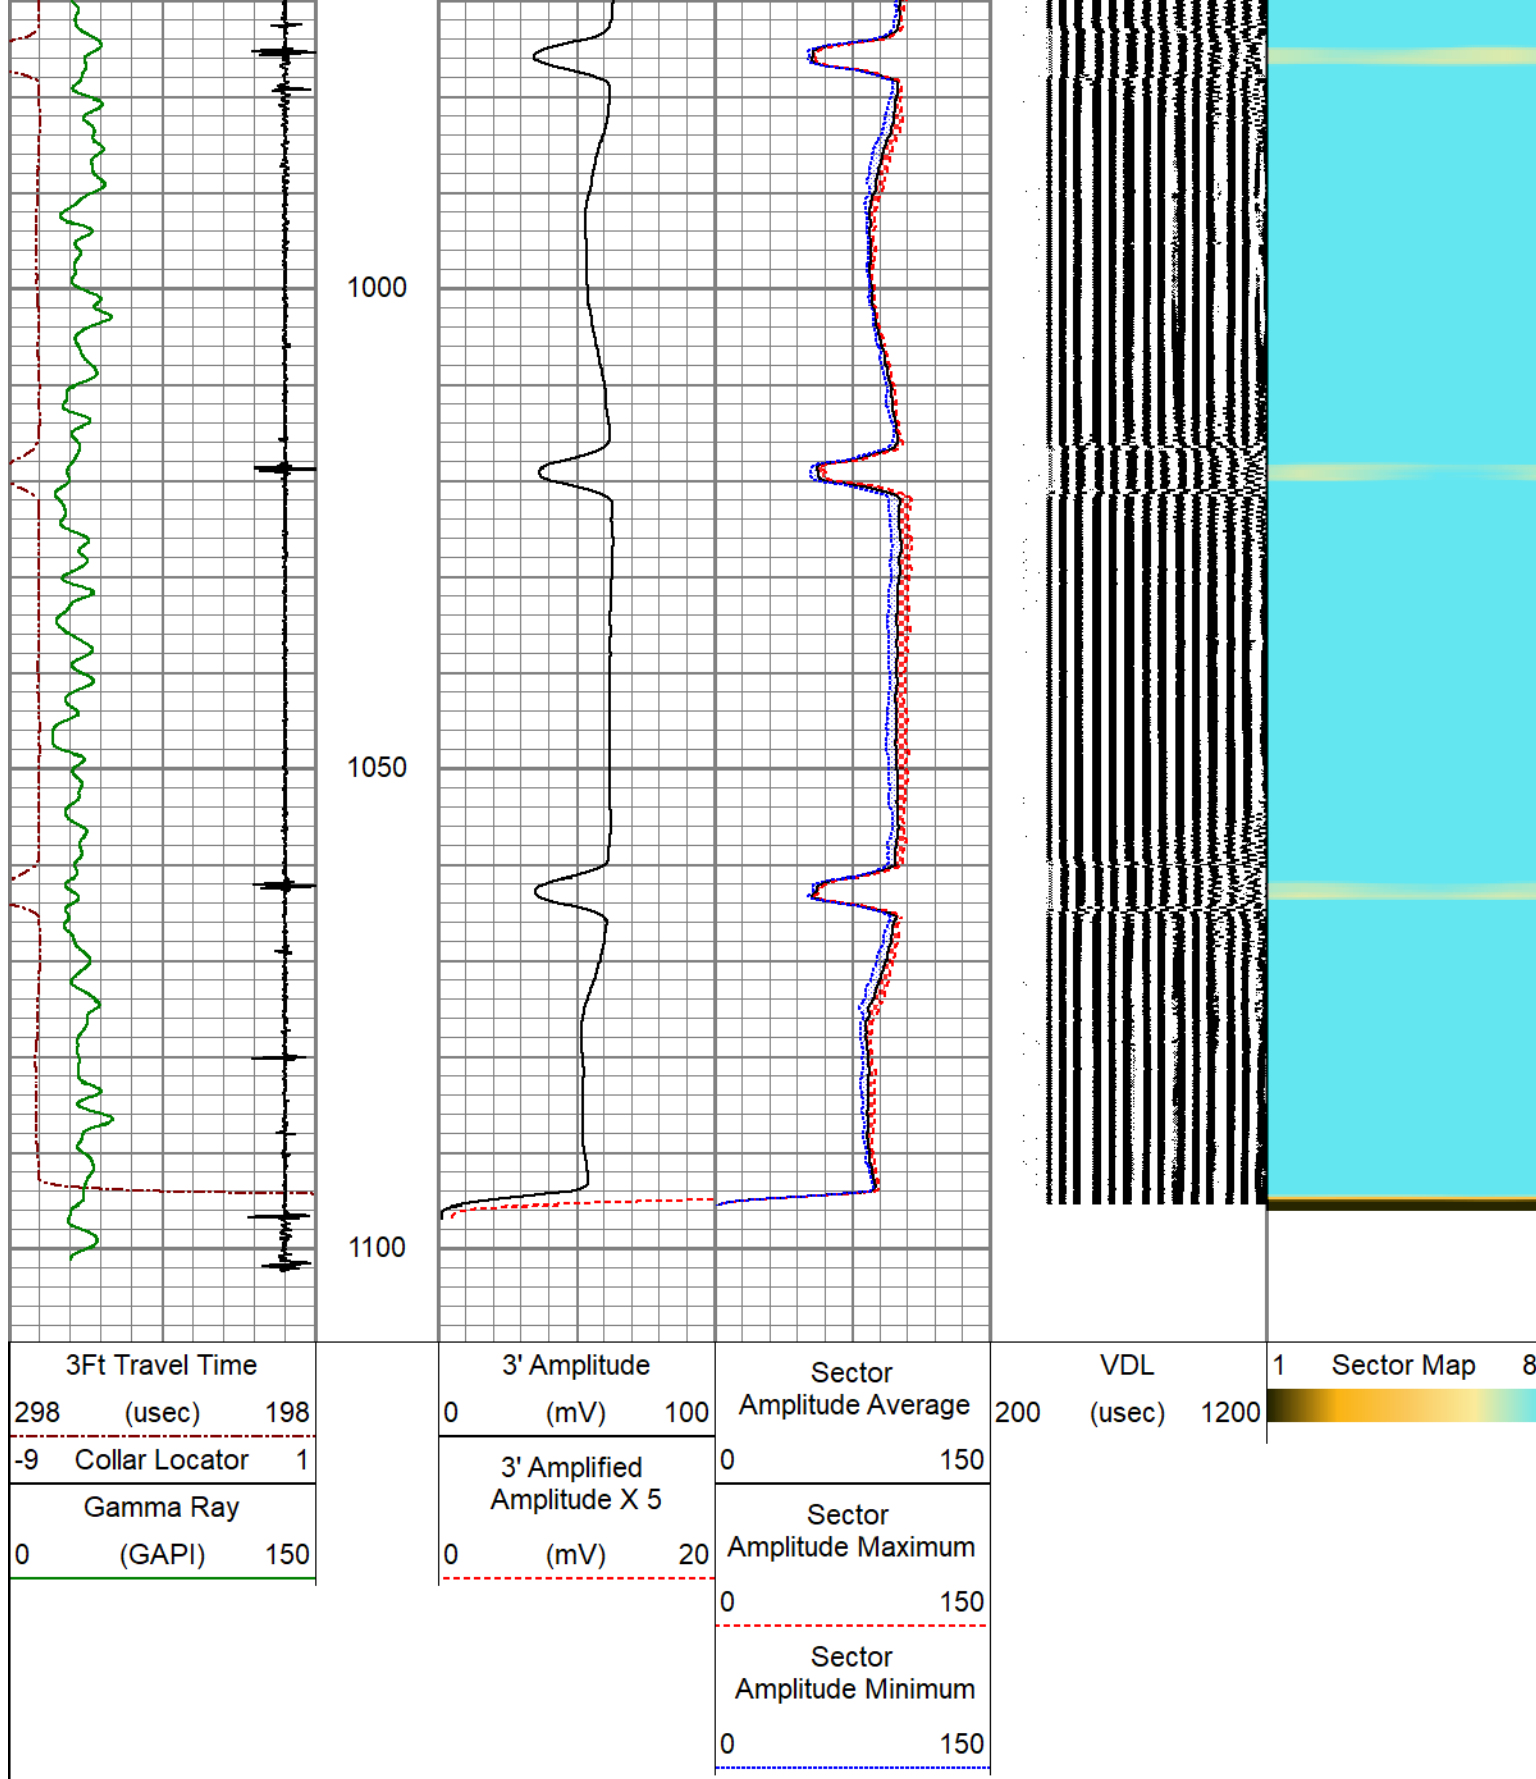 1000
1050
1100
3Ft Travel Time
298 (usec) 198
-9 Collar Locator 1
Gamma Ray
0 (GAPI) 150
3' Amplitude
0 (mV) 100
3' Amplified
Amplitude X 5
0 (mV) 20
Sector
Amplitude Average
0 150
Sector
Amplitude Maximum
0 150
Sector
Amplitude Minimum
0 150
VDL
200 (usec) 1200
1 Sector Map 8